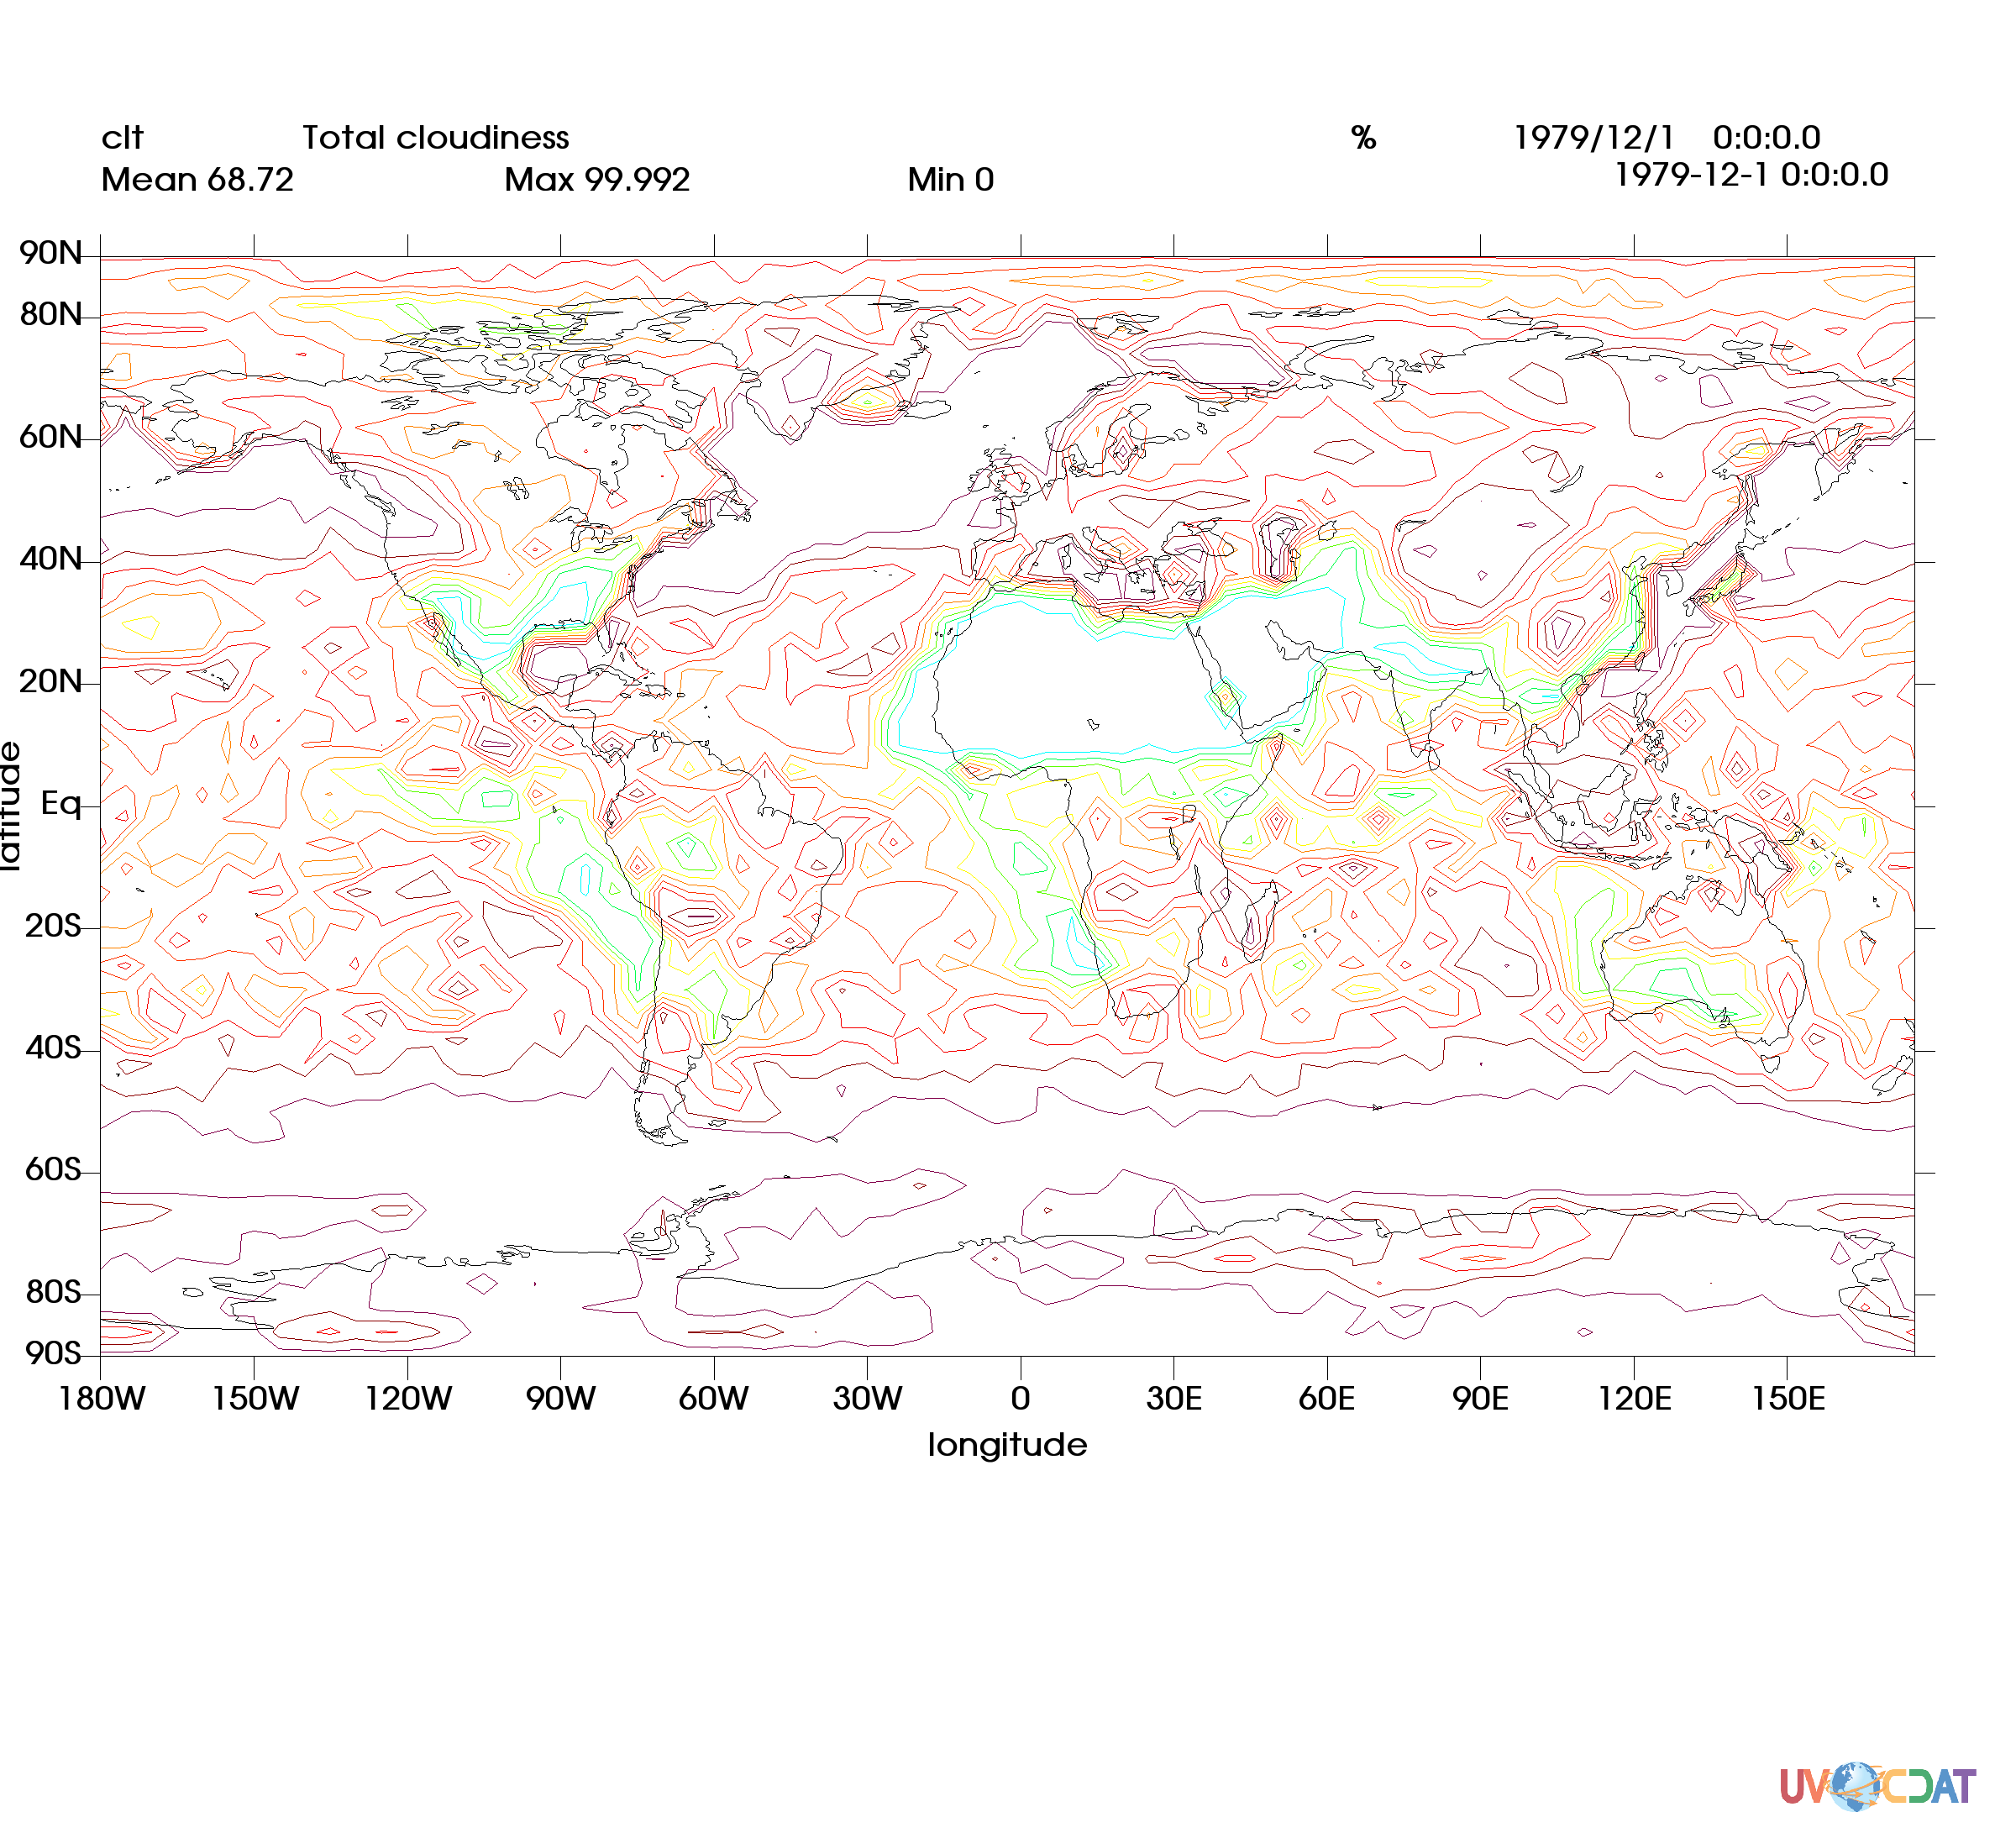 clt Total cloudiness % 1979/12/1 0:0:0.0
Mean 68.72 Max 99.992 Min 0 1979-12-1 0:0:0.0
90N
80N
60N
40N
20N
Eq
20S
40S
60S
80S
90S
latitude
180W 150W 120W 90W 60W 30W 0 30E 60E 90E 120E 150E
longitude
UV CDAT